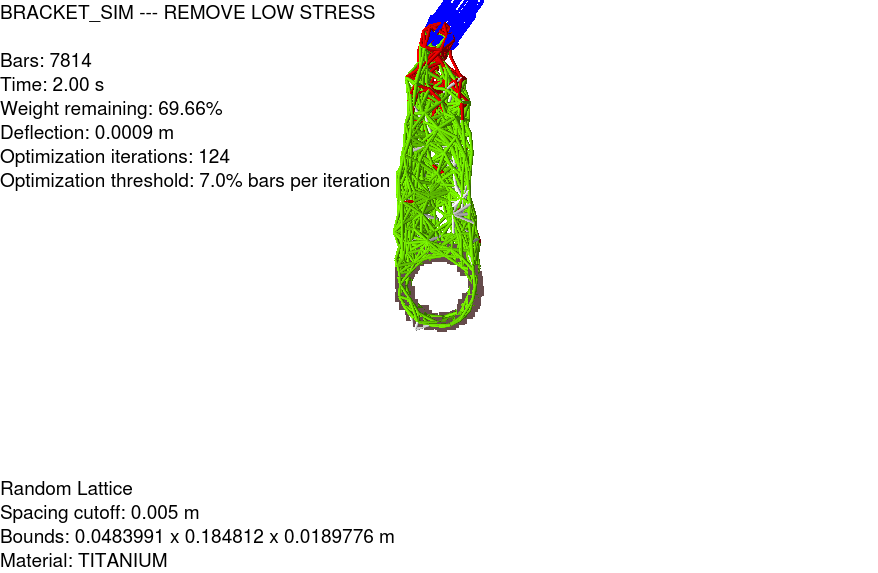 BRACKET_SIM --- REMOVE LOW STRESS
Bars: 7814
Time: 2.00 s
Weight remaining: 69.66%
Deflection: 0.0009 m
Optimization iterations: 124
Optimization threshold: 7.0% bars per iteration
Random Lattice
Spacing cutoff: 0.005 m
Bounds: 0.0483991 x 0.184812 x 0.0189776 m
Material: TITANIUM